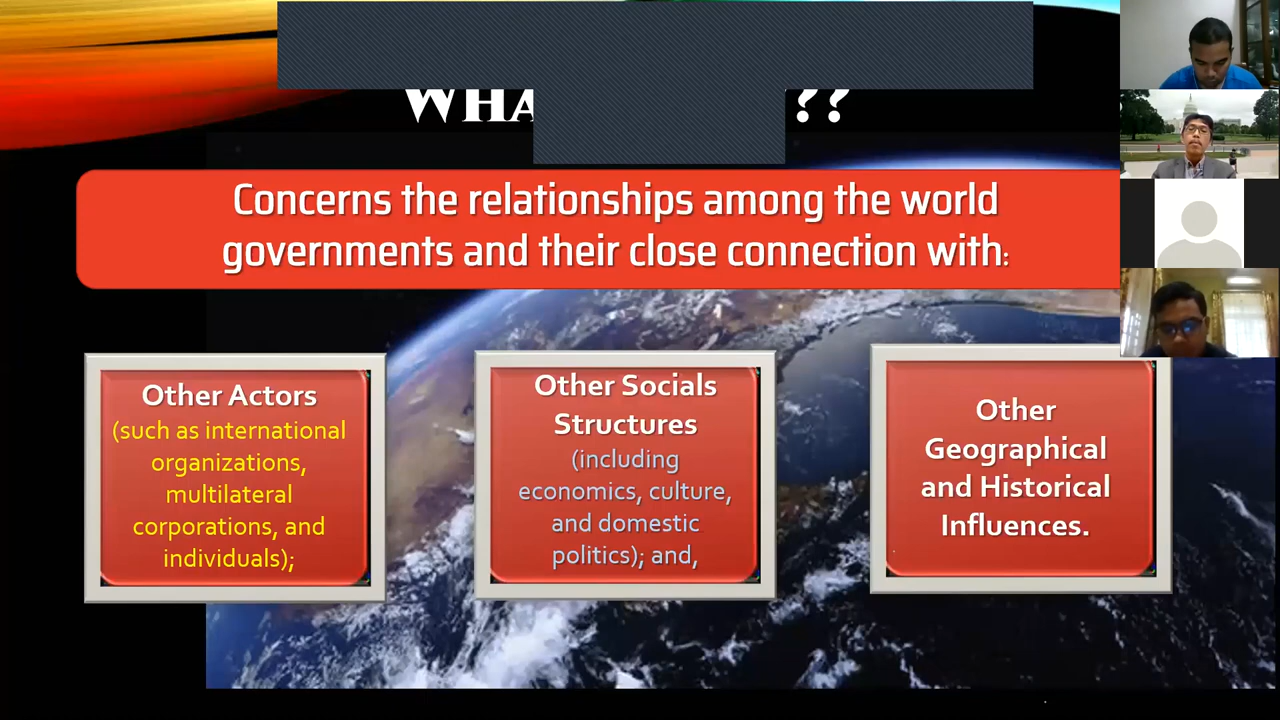 ??
Concerns the relationships among the world
governments and their close connection with:
Other Actors
(such as international
organizations,
multilateral
corporations, and
individuals);
Other Socials
Structures
(including
economics, culture,
and domestic
politics); and,
Other
Geographical
and Historical
Influences.